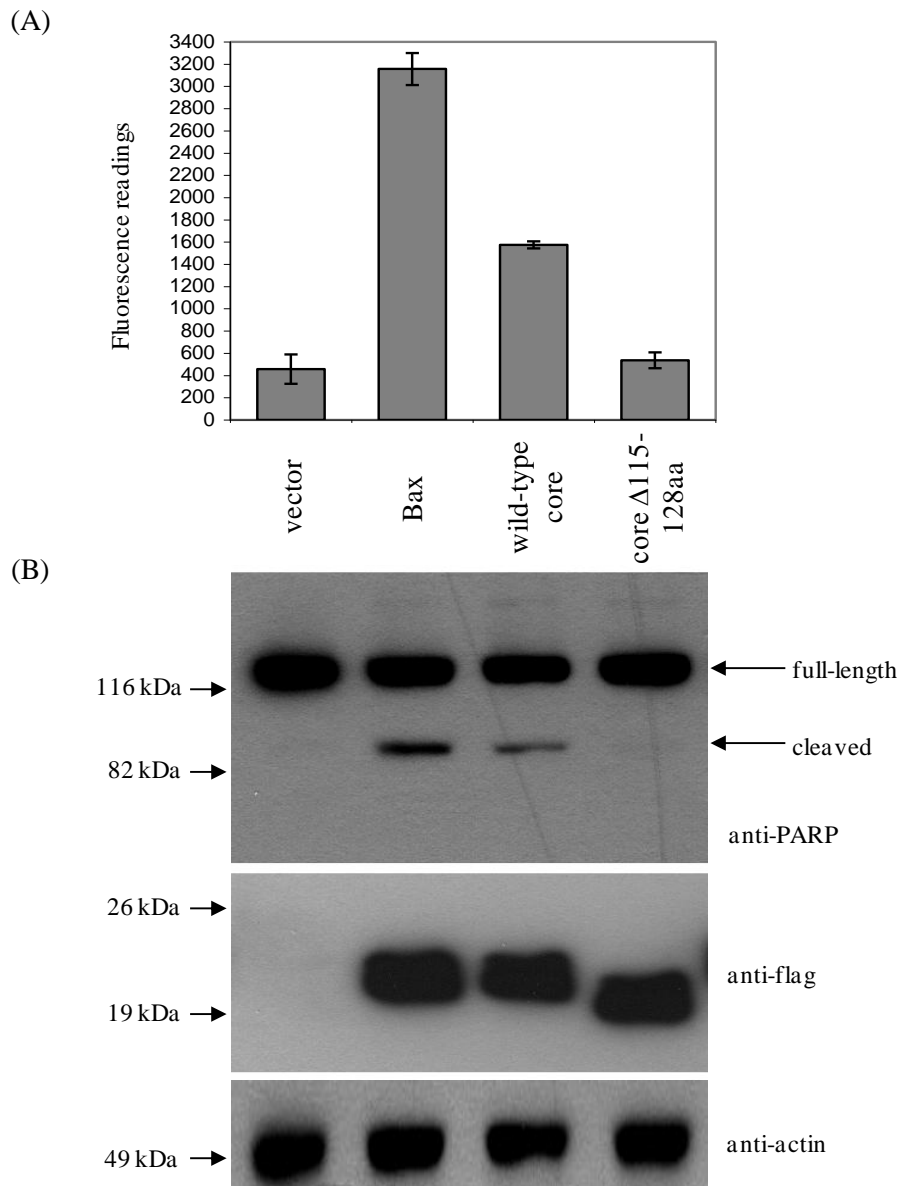 (A)
3400
3200
3000
2800
2600
2400
2200
2000
1800
1600
1400
1200
1000
800
600
400
200
0
Fluorescence readings
vector
Bax
wild-type
core
core Δ115-
128aa
(B)
116 kDa
82 kDa
full-length
cleaved
anti-PARP
26 kDa
19 kDa
anti-flag
49 kDa
anti-actin